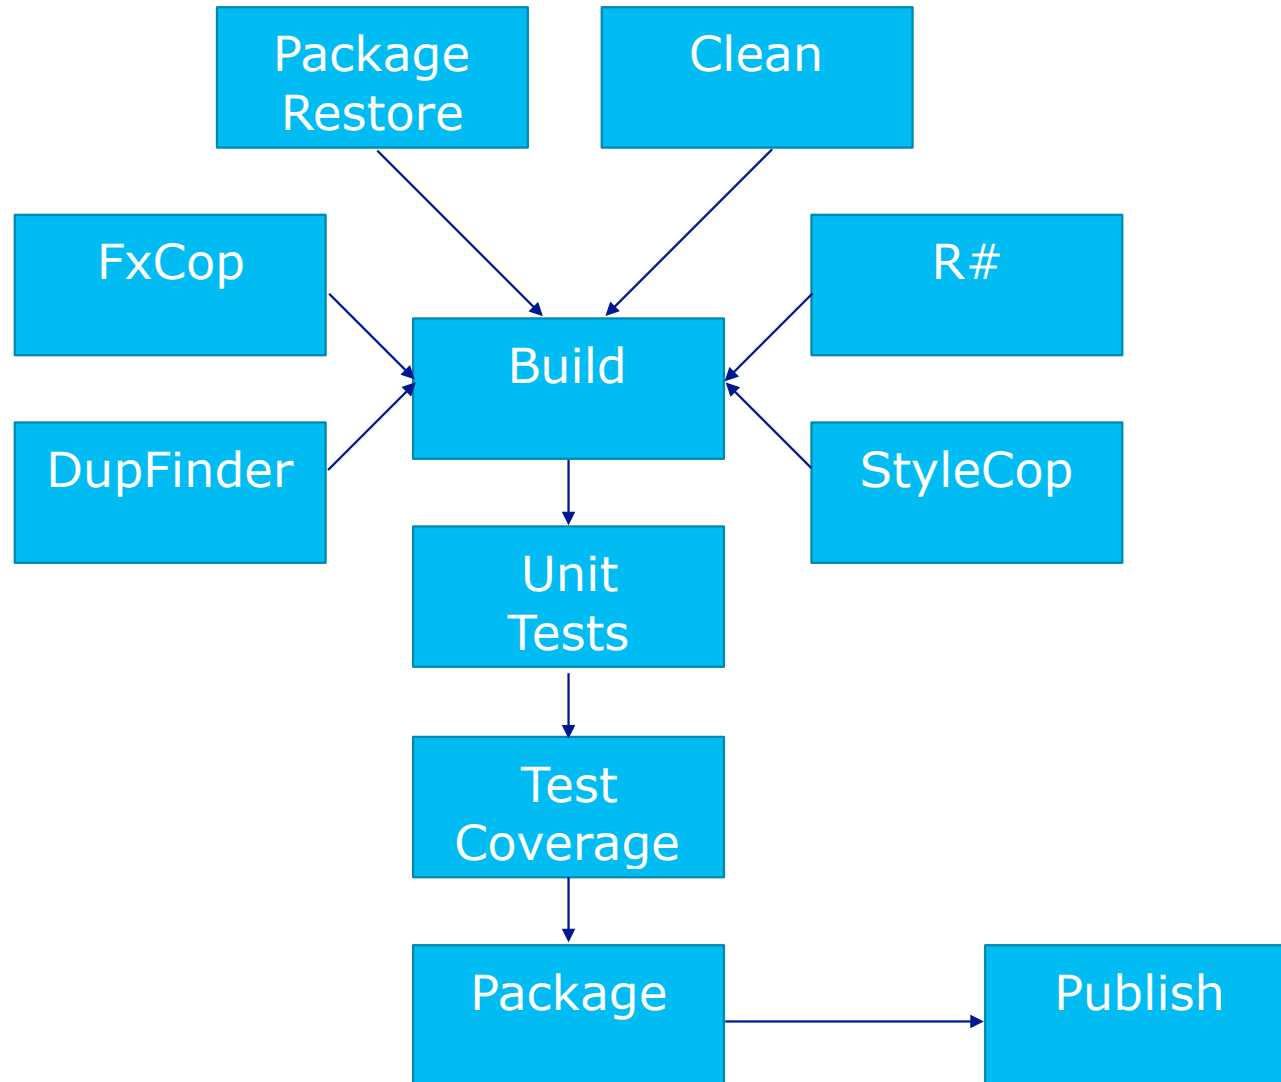 Package
Restore
Clean
FxCop
R#
Build
DupFinder
StyleCop
Unit
Tests
Test
Coverage
Package
Publish